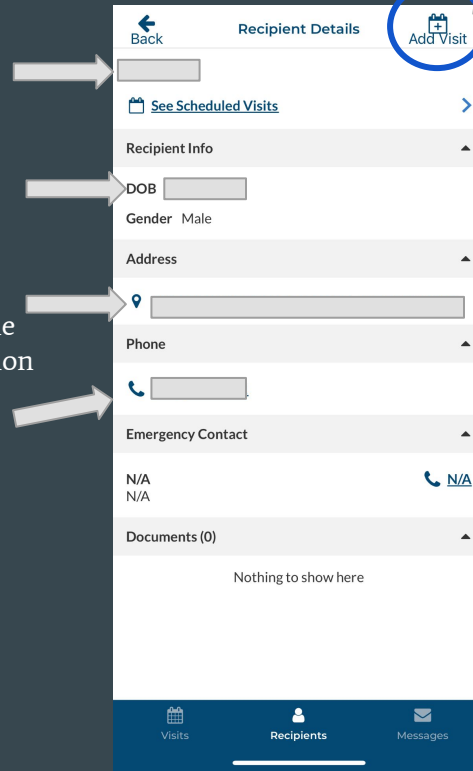 Back
Recipient Details
Add Visit
See Scheduled Visits
Recipient Info
DOB
Gender Male
Address
Phone
Emergency Contact
N/A
N/A
N/A
Documents (0)
Nothing to show here
Visits
Recipients
Messages